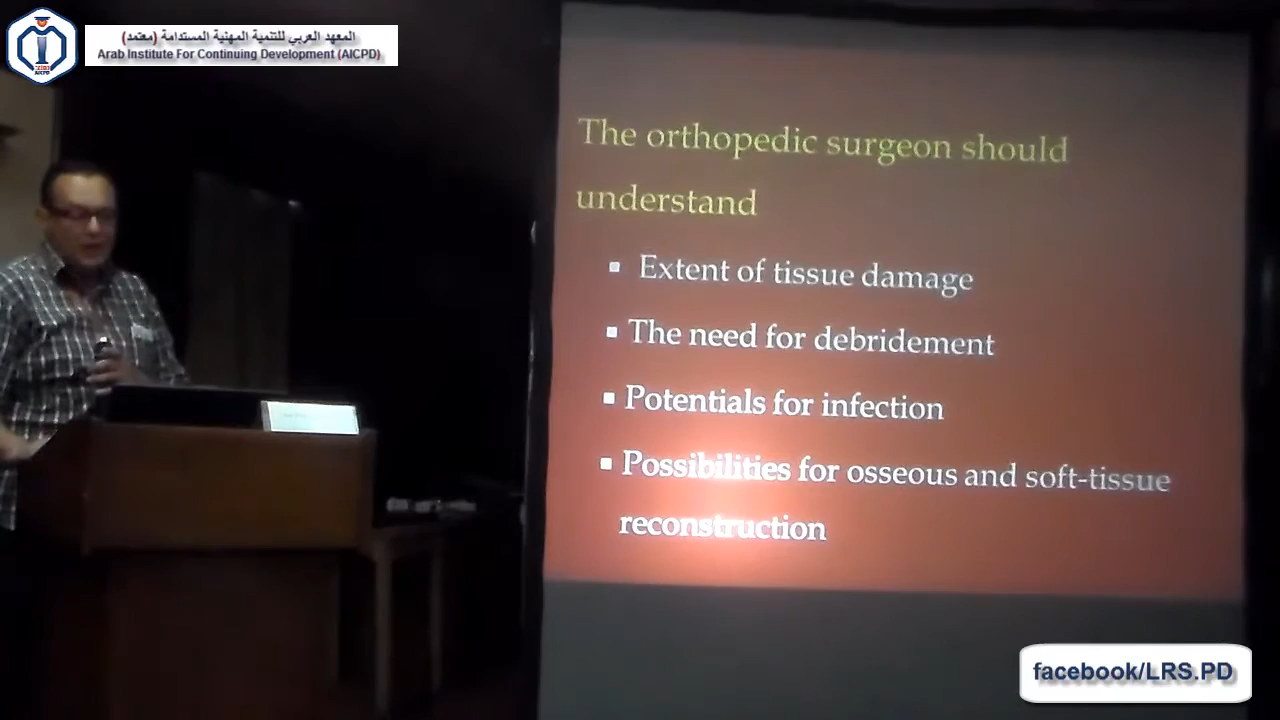 المعهد العربي للتنمية المهنية المستدامة (معتمد)
Arab Institute For Continuing Development (AICPD)
AICPD
The orthopedic surgeon should
understand
▪ Extent of tissue damage
▪ The need for debridement
▪ Potentials for infection
▪ Possibilities for osseous and soft-tissue
reconstruction
facebook/LRS.PD